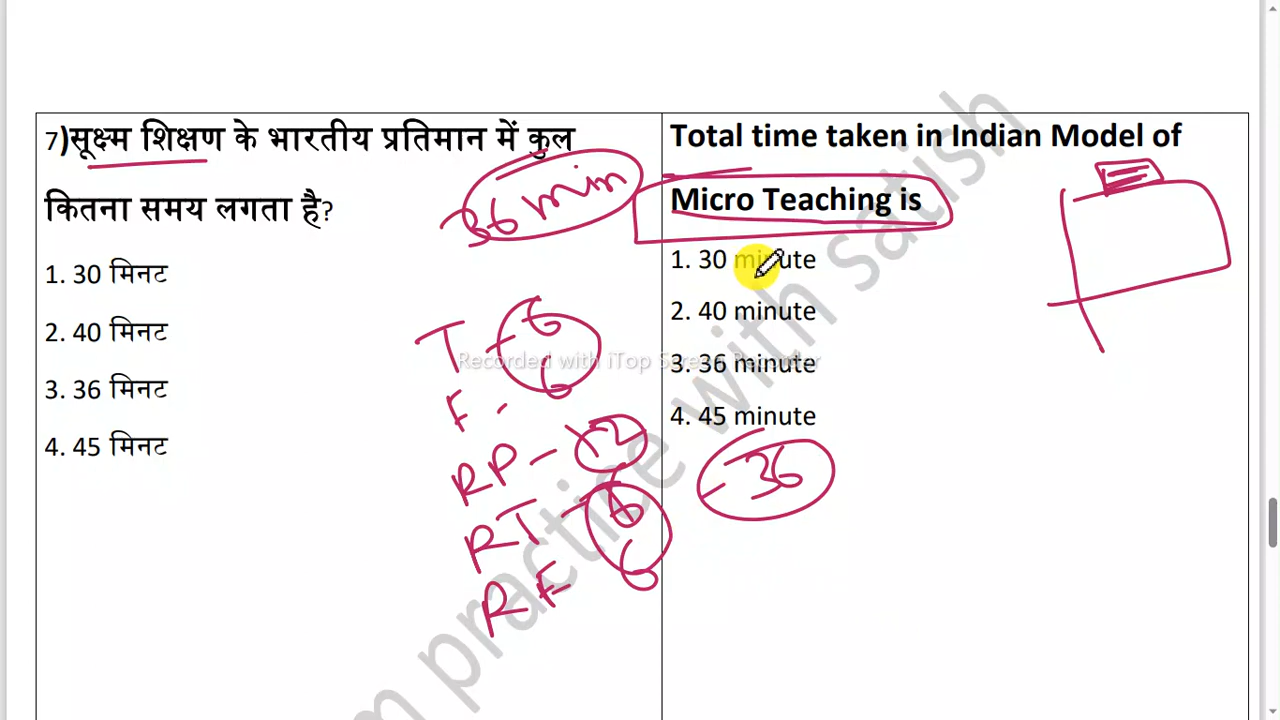 7)सूक्ष्म शिक्षण के भारतीय प्रतिमान में कुल
कितना समय लगता है?
36 min
1. 30 मिनट
2. 40 मिनट
3. 36 मिनट
4. 45 मिनट
T - 6
F - 6
RP - 12
RT - 6
RF 6
Total time taken in Indian Model of
Micro Teaching is
1. 30 minute
2. 40 minute
3. 36 minute
4. 45 minute
- 36
Recorded with iTop Screen Recorder
practice with satish